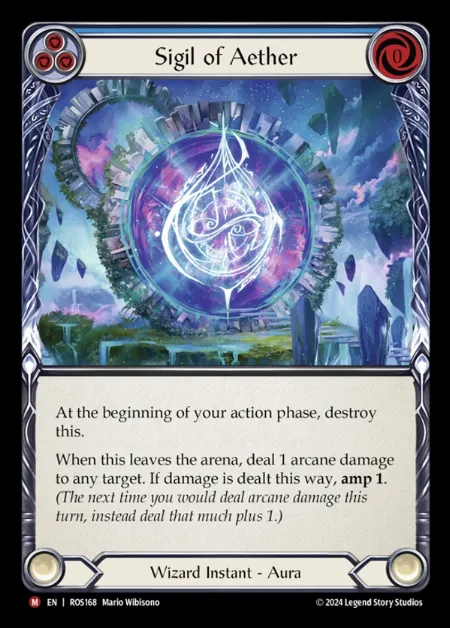 Sigil of Aether
0
At the beginning of your action phase, destroy
this.
When this leaves the arena, deal 1 arcane damage
to any target. If damage is dealt this way, amp 1.
(The next time you would deal arcane damage this
turn, instead deal that much plus 1.)
Wizard Instant - Aura
M EN | ROS168 Mario Wibisono
© 2024 Legend Story Studios